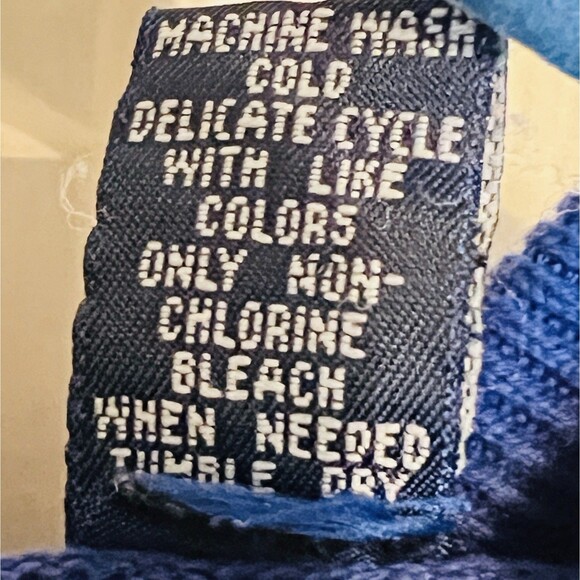 MACHINE WASH
COLD
DELICATE CYCLE
WITH LIKE
COLORS
ONLY NON-
CHLORINE
BLEACH
WHEN NEEDED
TUMBLE DRY